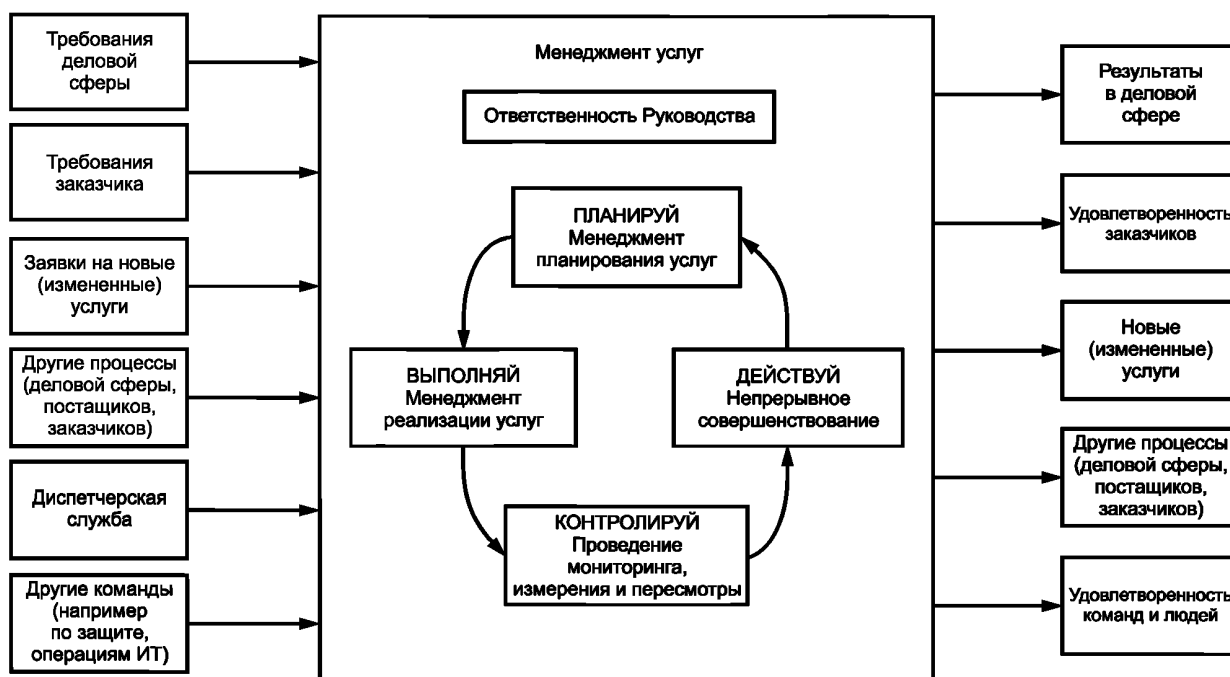 Требования
деловой
сферы
Требования
заказчика
Заявки на новые
(измененные)
услуги
Другие процессы
(деловой сферы,
постащиков,
заказчиков)
Диспетчерская
служба
Другие команды
(например
по защите,
операциям ИТ)
Менеджмент услуг
Ответственность Руководства
ПЛАНИРУЙ
Менеджмент
планирования услуг
ВЫПОЛНЯЙ
Менеджмент
реализации услуг
ДЕЙСТВУЙ
Непрерывное
совершенствование
КОНТРОЛИРУЙ
Проведение
мониторинга,
измерения и пересмотры
Результаты
в деловой
сфере
Удовлетворенность
заказчиков
Новые
(измененные)
услуги
Другие процессы
(деловой сферы,
постащиков,
заказчиков)
Удовлетворенность
команд и людей